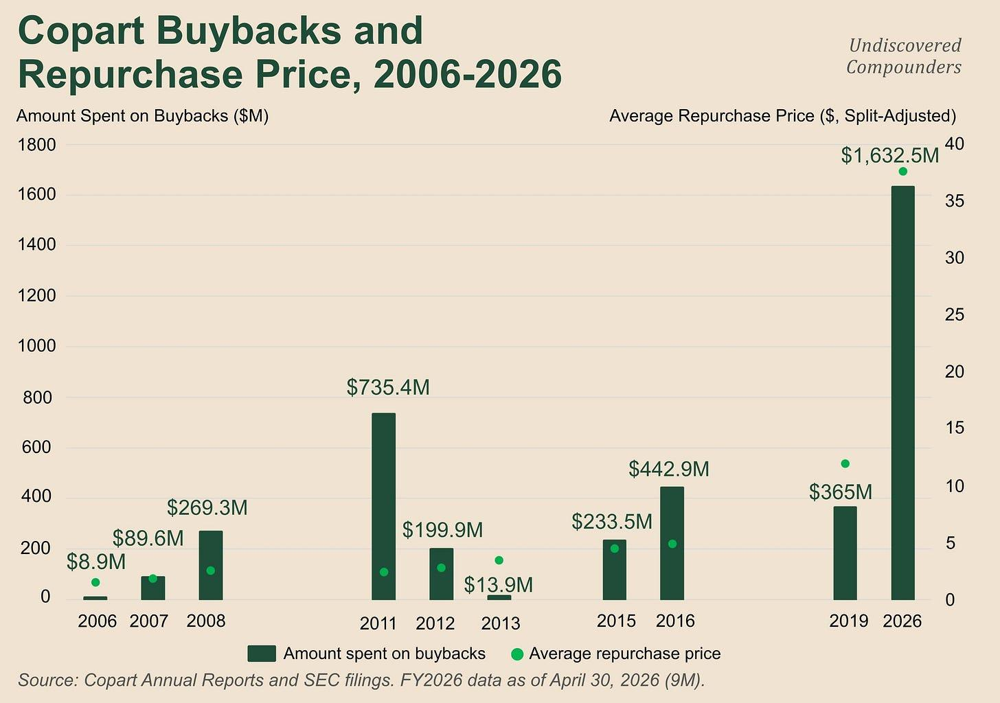 Copart Buybacks and
Repurchase Price, 2006-2026
Undiscovered
Compounders
Amount Spent on Buybacks ($M)
Average Repurchase Price ($, Split-Adjusted)
1800
1600
1400
1200
1000
800
600
400
200
0
40
35
30
25
20
15
10
5
0
$8.9M
$89.6M
$269.3M
$735.4M
$199.9M
$13.9M
$233.5M
$442.9M
$365M
$1,632.5M
2006 2007 2008 2011 2012 2013 2015 2016 2019 2026
Amount spent on buybacks
Average repurchase price
Source: Copart Annual Reports and SEC filings. FY2026 data as of April 30, 2026 (9M).